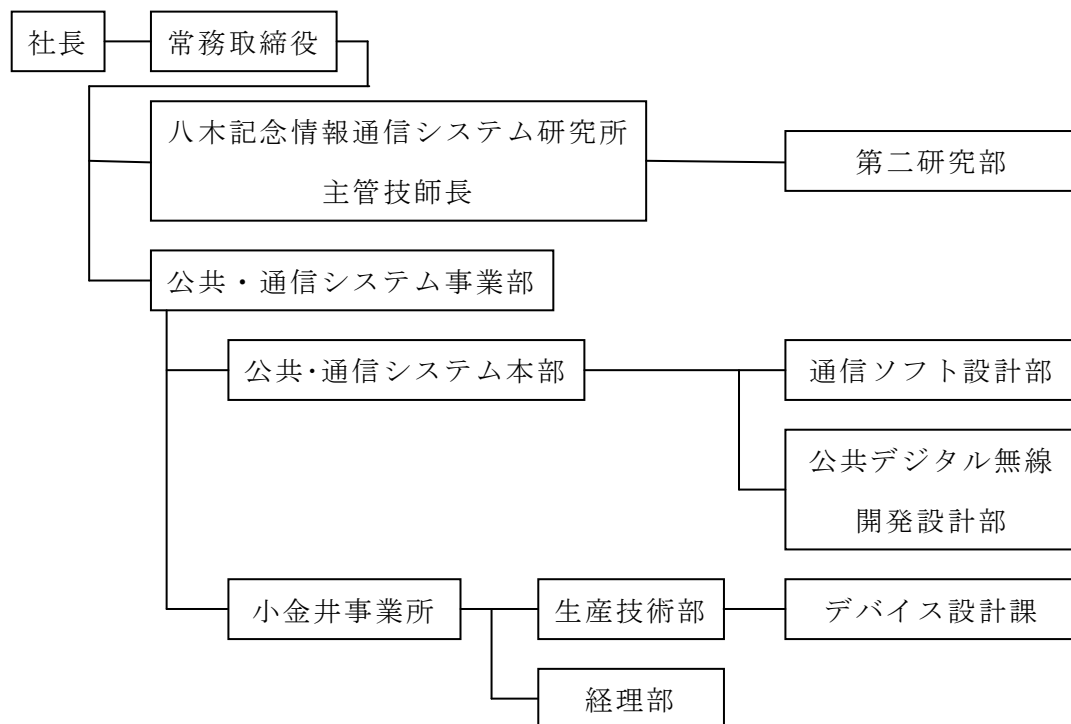 社長
常務取締役
八木記念情報通信システム研究所
主管技師長
第二研究部
公共・通信システム事業部
公共・通信システム本部
通信ソフト設計部
公共デジタル無線
開発設計部
小金井事業所
生産技術部
デバイス設計課
経理部